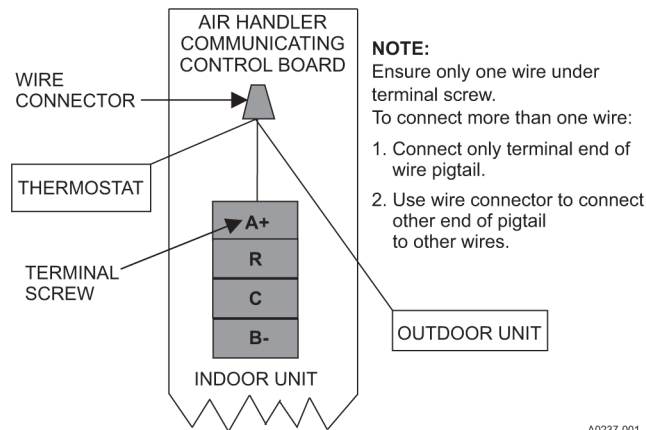 AIR HANDLER
COMMUNICATING
CONTROL BOARD
WIRE
CONNECTOR
THERMOSTAT
A+
TERMINAL
SCREW
R
C
B-
INDOOR UNIT
OUTDOOR UNIT
NOTE:
Ensure only one wire under
terminal screw.
To connect more than one wire:
1. Connect only terminal end of
wire pigtail.
2. Use wire connector to connect
other end of pigtail
to other wires.
A0237-001